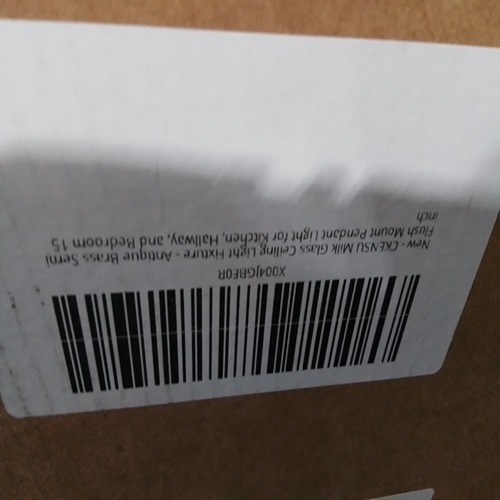 X004JGBF0R
New - CKENSU Milk Glass Ceiling Light Fixture - Antique Brass Semi
Flush Mount Pendant Light for Kitchen, Hallway, and Bedroom 15
inch